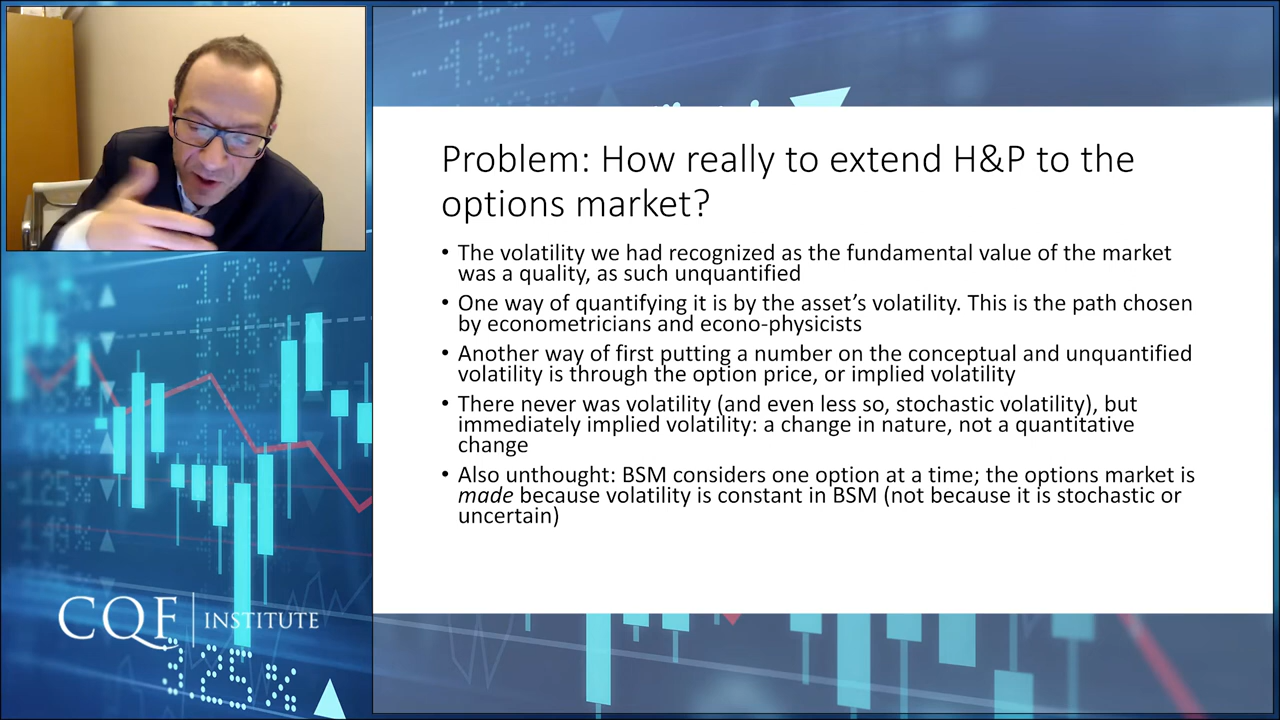 Problem: How really to extend H&P to the
options market?
• The volatility we had recognized as the fundamental value of the market
was a quality, as such unquantified
• One way of quantifying it is by the asset's volatility. This is the path chosen
by econometricians and econo-physicists
• Another way of first putting a number on the conceptual and unquantified
volatility is through the option price, or implied volatility
• There never was volatility (and even less so, stochastic volatility), but
immediately implied volatility: a change in nature, not a quantitative
change
• Also unthought: BSM considers one option at a time; the options market is
made because volatility is constant in BSM (not because it is stochastic or
uncertain)
-4.65%
-1.72%
CQF INSTITUTE
3.25%